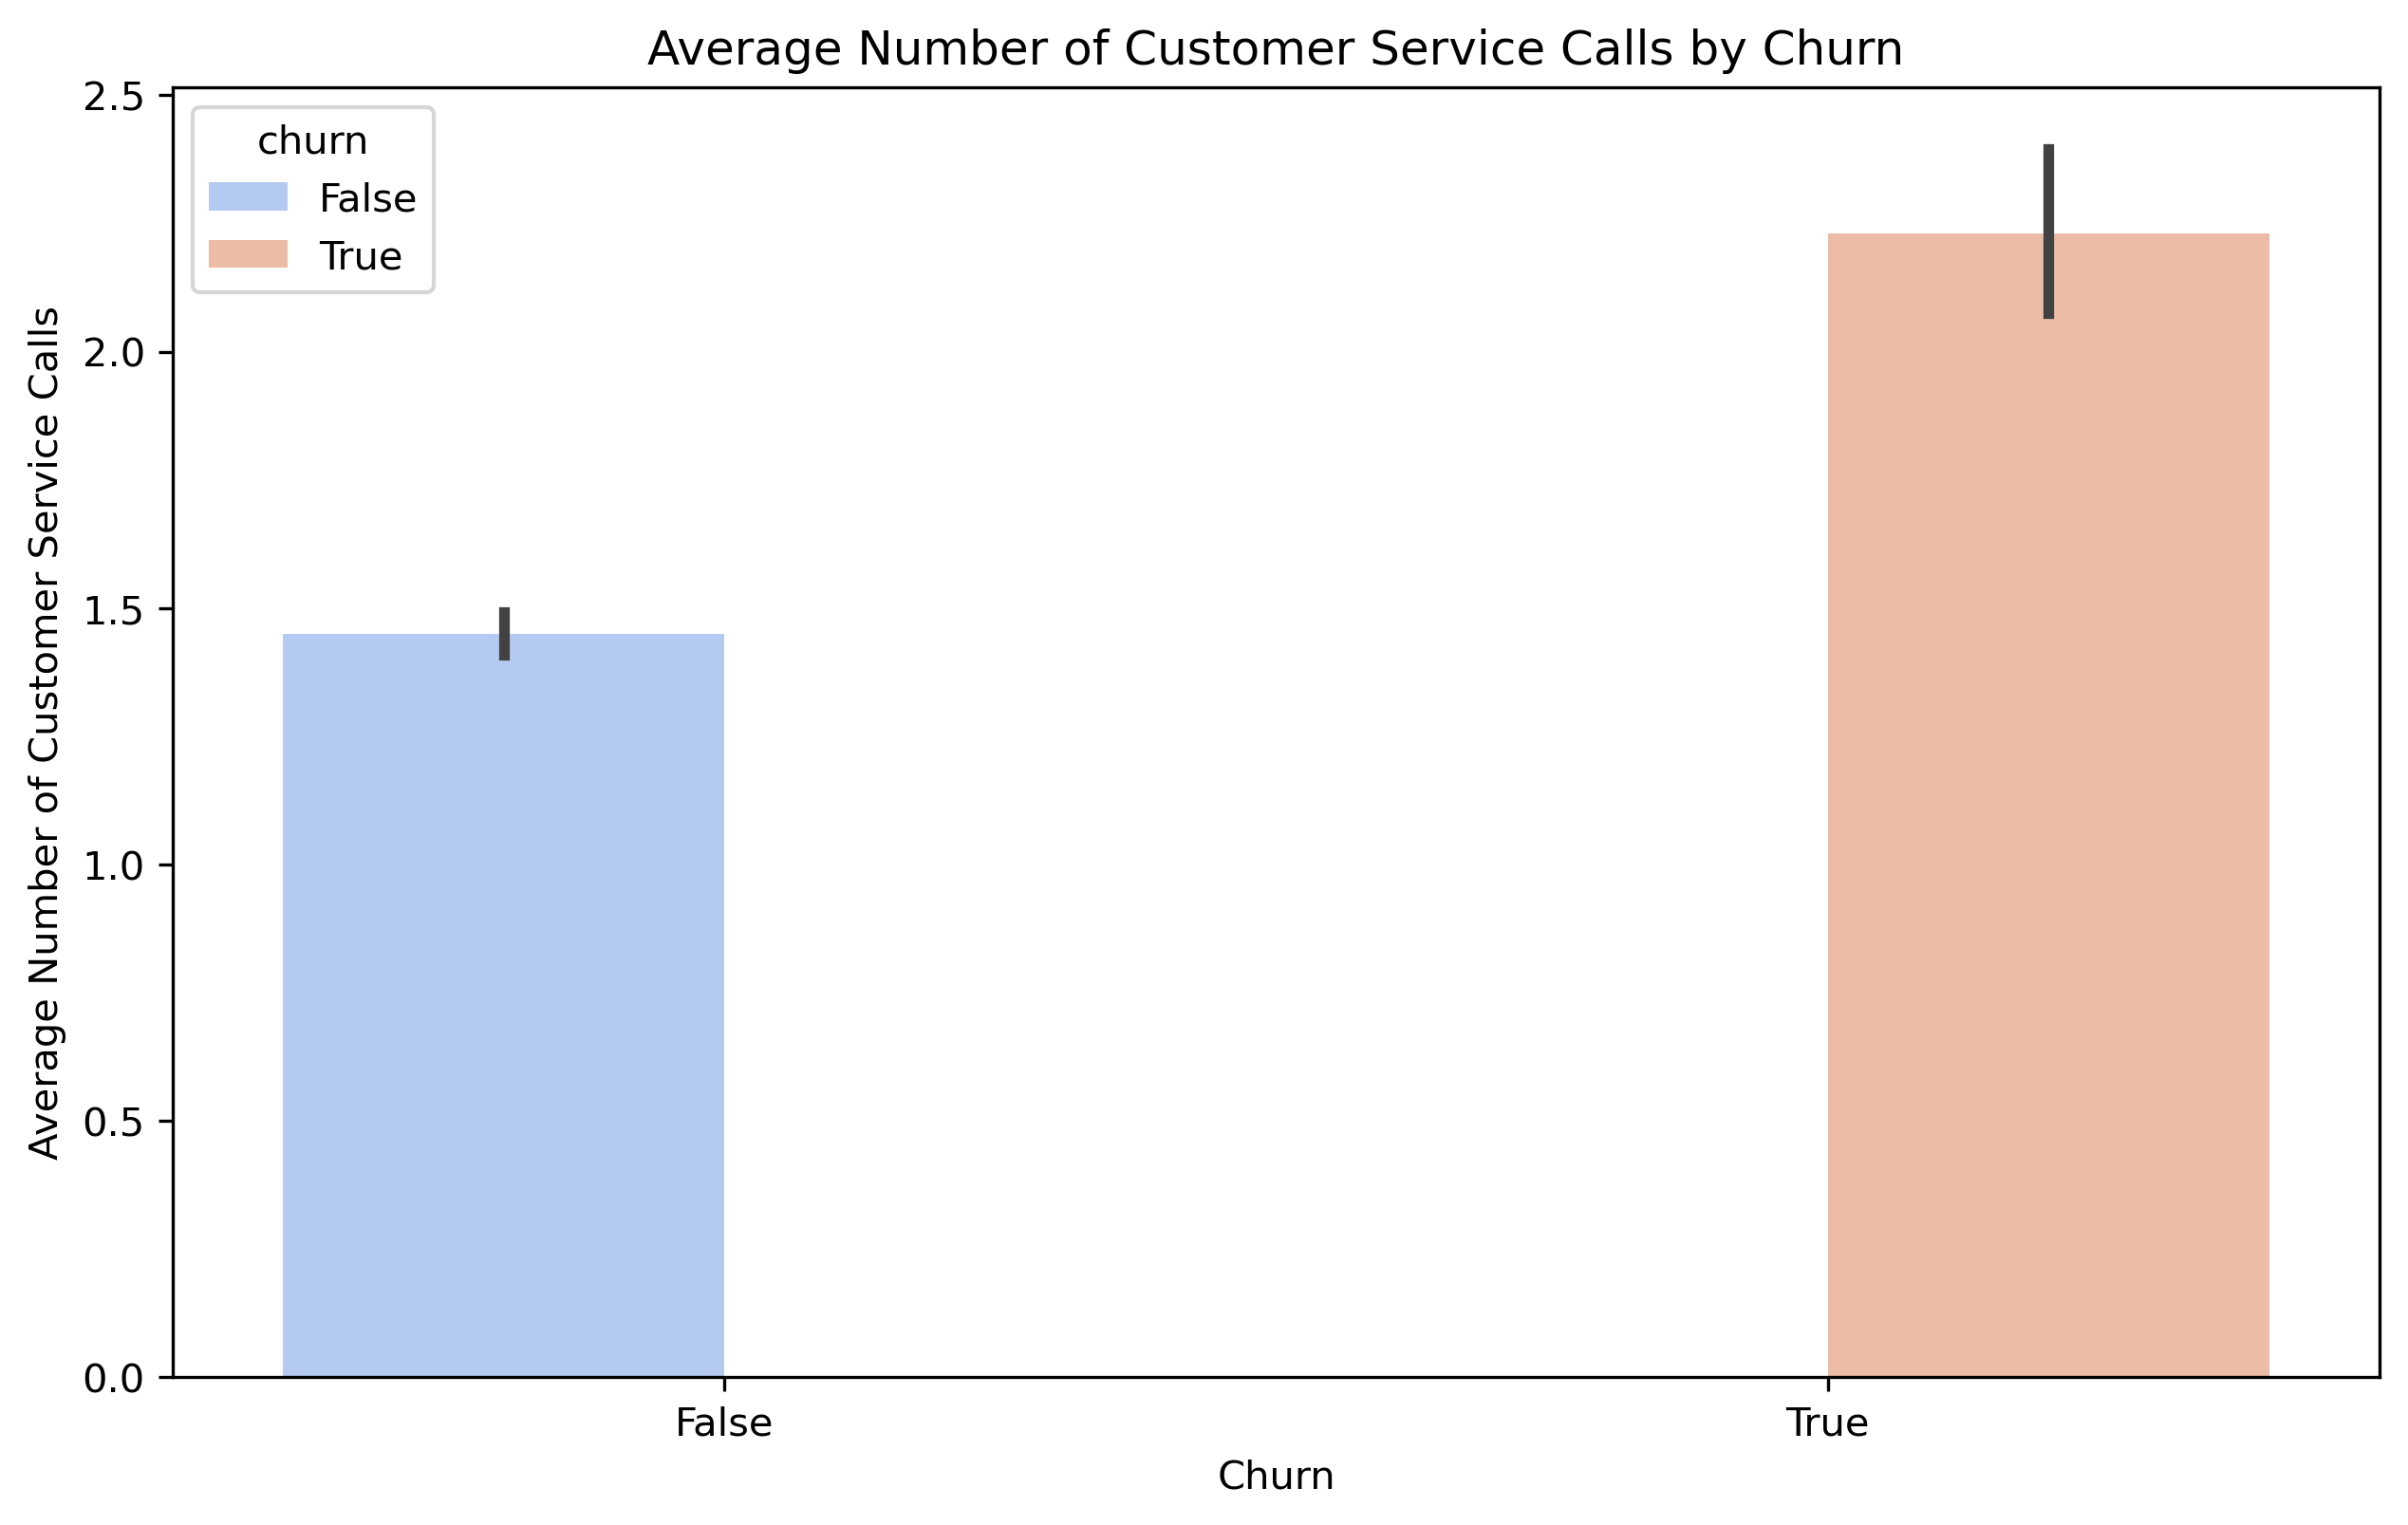 Average Number of Customer Service Calls by Churn
2.5
2.0
1.5
1.0
0.5
0.0
Average Number of Customer Service Calls
churn
False
True
False
True
Churn